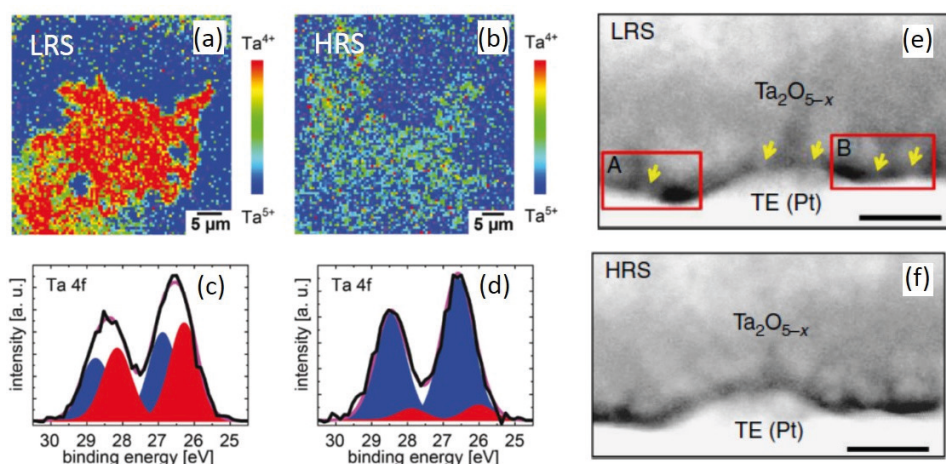 LRS
(a)
Ta⁴⁺
Ta⁵⁺
5 µm
HRS
(b)
Ta⁴⁺
Ta⁵⁺
5 µm
Ta 4f
(c)
intensity [a. u.]
30 29 28 27 26 25
binding energy [eV]
Ta 4f
(d)
intensity [a. u.]
30 29 28 27 26 25
binding energy [eV]
LRS
(e)
Ta₂O₅₋ₓ
A
B
TE (Pt)
HRS
(f)
Ta₂O₅₋ₓ
TE (Pt)